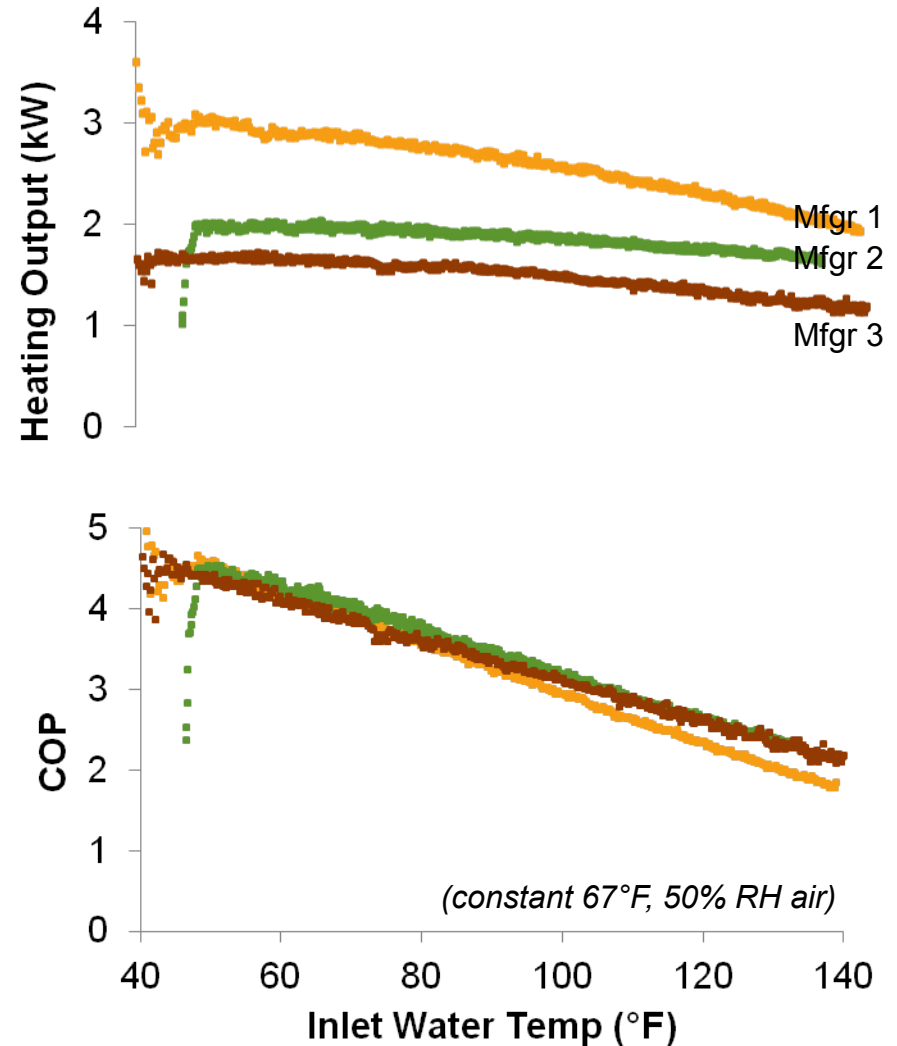 Heating Output (kW)
4
3
2
1
0
Mfgr 1
Mfgr 2
Mfgr 3
COP
5
4
3
2
1
0
(constant 67°F, 50% RH air)
40 60 80 100 120 140
Inlet Water Temp (°F)